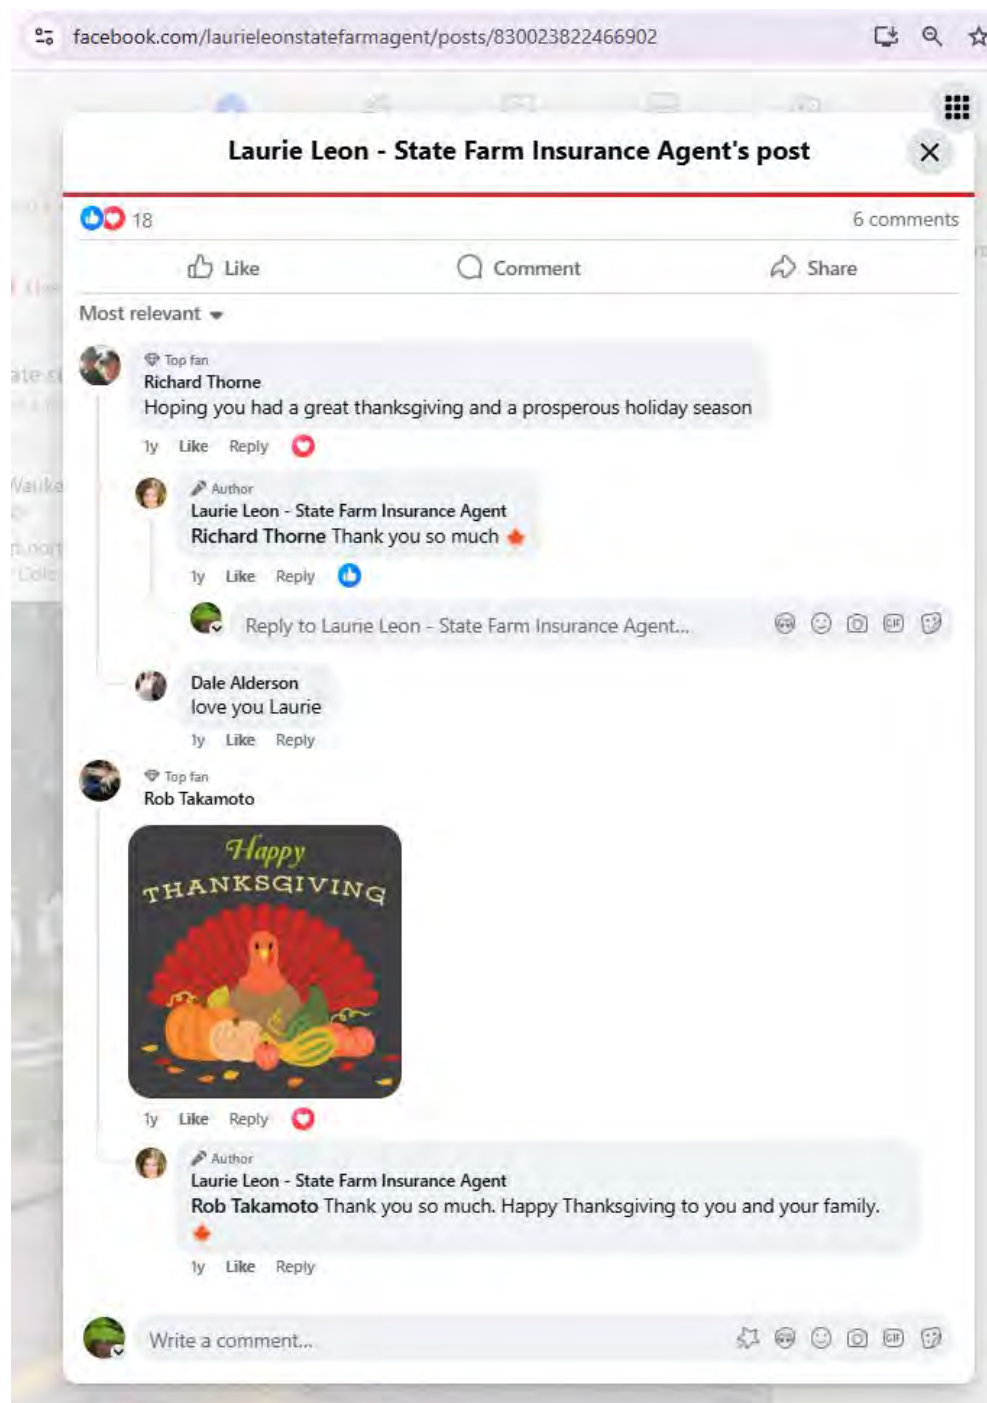 facebook.com/laurieleonstatefarmagent/posts/830023822466902
Laurie Leon - State Farm Insurance Agent's post
18
6 comments
Like
Comment
Share
Most relevant
Top fan
Richard Thorne
Hoping you had a great thanksgiving and a prosperous holiday season
1y Like Reply
Author
Laurie Leon - State Farm Insurance Agent
Richard Thorne Thank you so much
1y Like Reply
Reply to Laurie Leon - State Farm Insurance Agent...
GIF
Dale Alderson
love you Laurie
1y Like Reply
Top fan
Rob Takamoto
Happy
THANKSGIVING
1y Like Reply
Author
Laurie Leon - State Farm Insurance Agent
Rob Takamoto Thank you so much. Happy Thanksgiving to you and your family.
1y Like Reply
Write a comment...
GIF